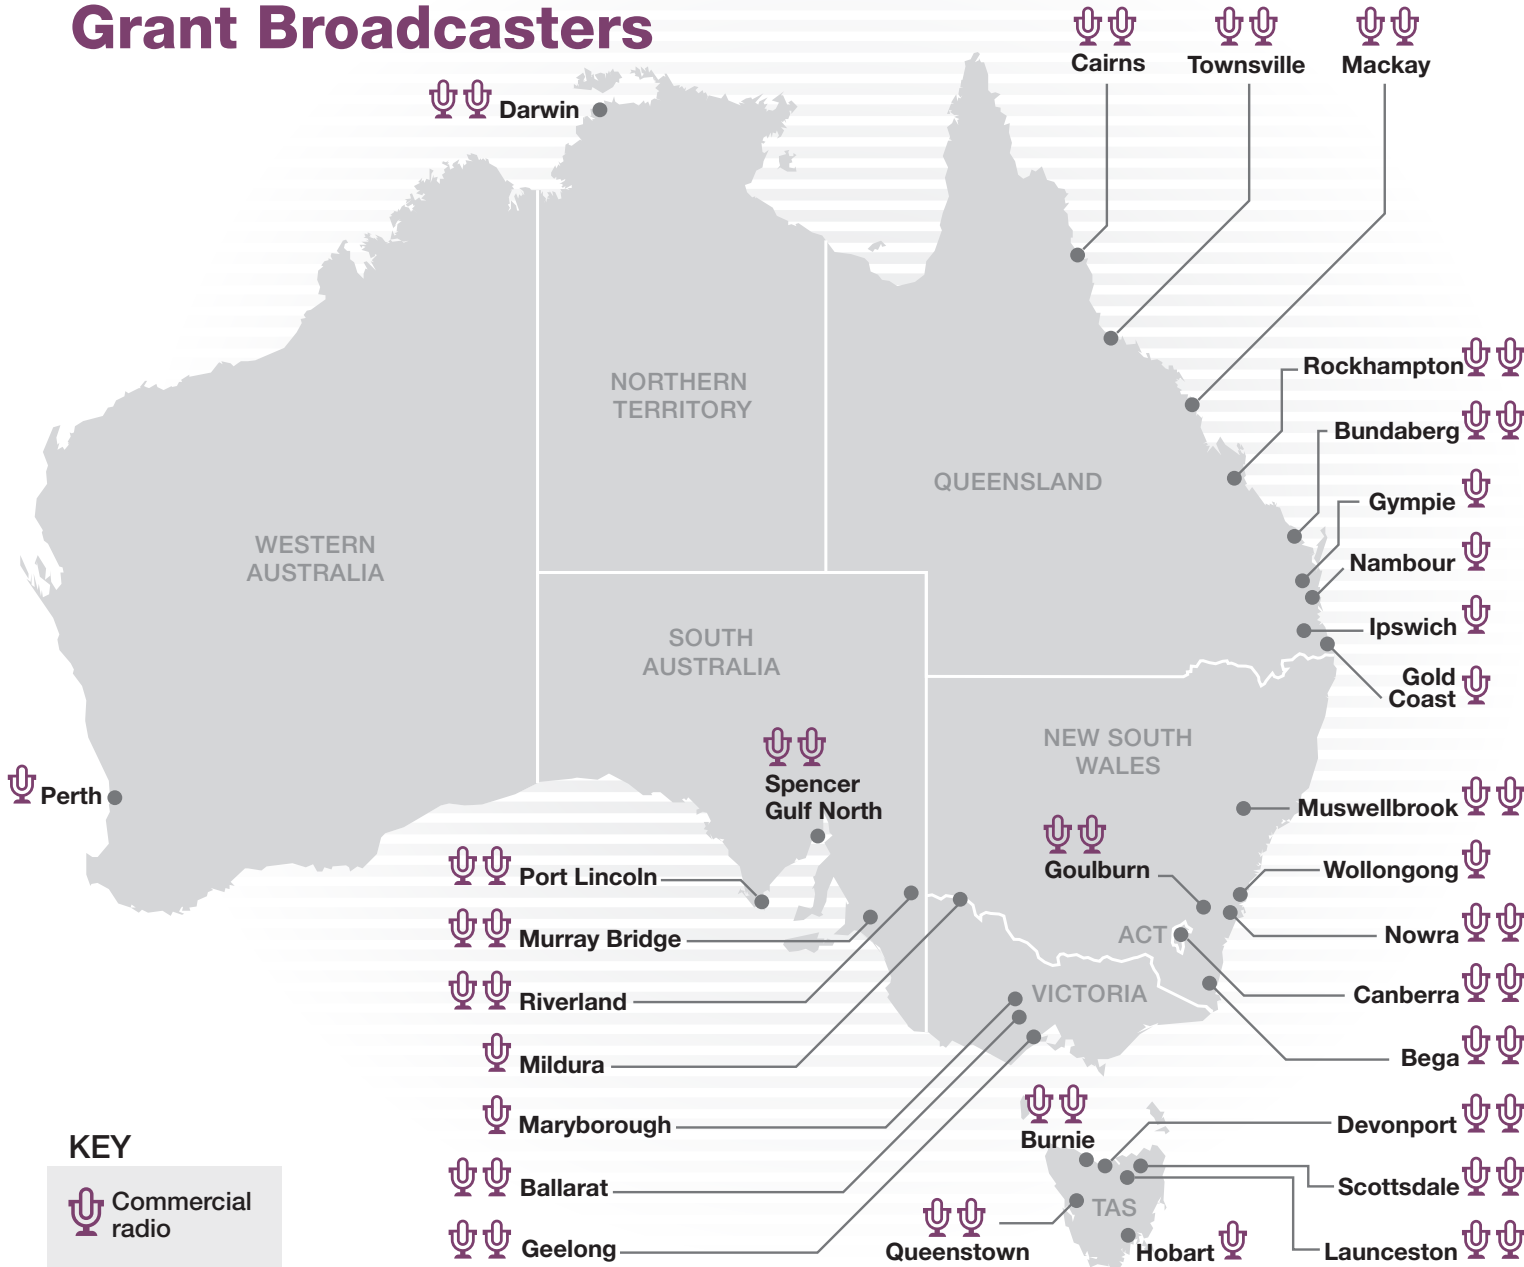 Grant Broadcasters
Cairns
Townsville
Mackay
Darwin
Rockhampton
NORTHERN
TERRITORY
Bundaberg
QUEENSLAND
Gympie
WESTERN
AUSTRALIA
Nambour
Ipswich
SOUTH
AUSTRALIA
Gold
Coast
NEW SOUTH
WALES
Spencer
Gulf North
Perth
Muswellbrook
Goulburn
Wollongong
Port Lincoln
Murray Bridge
ACT
Nowra
Riverland
VICTORIA
Canberra
Mildura
Bega
Maryborough
Burnie
Devonport
KEY
Commercial
radio
Ballarat
Scottsdale
TAS
Geelong
Queenstown
Hobart
Launceston